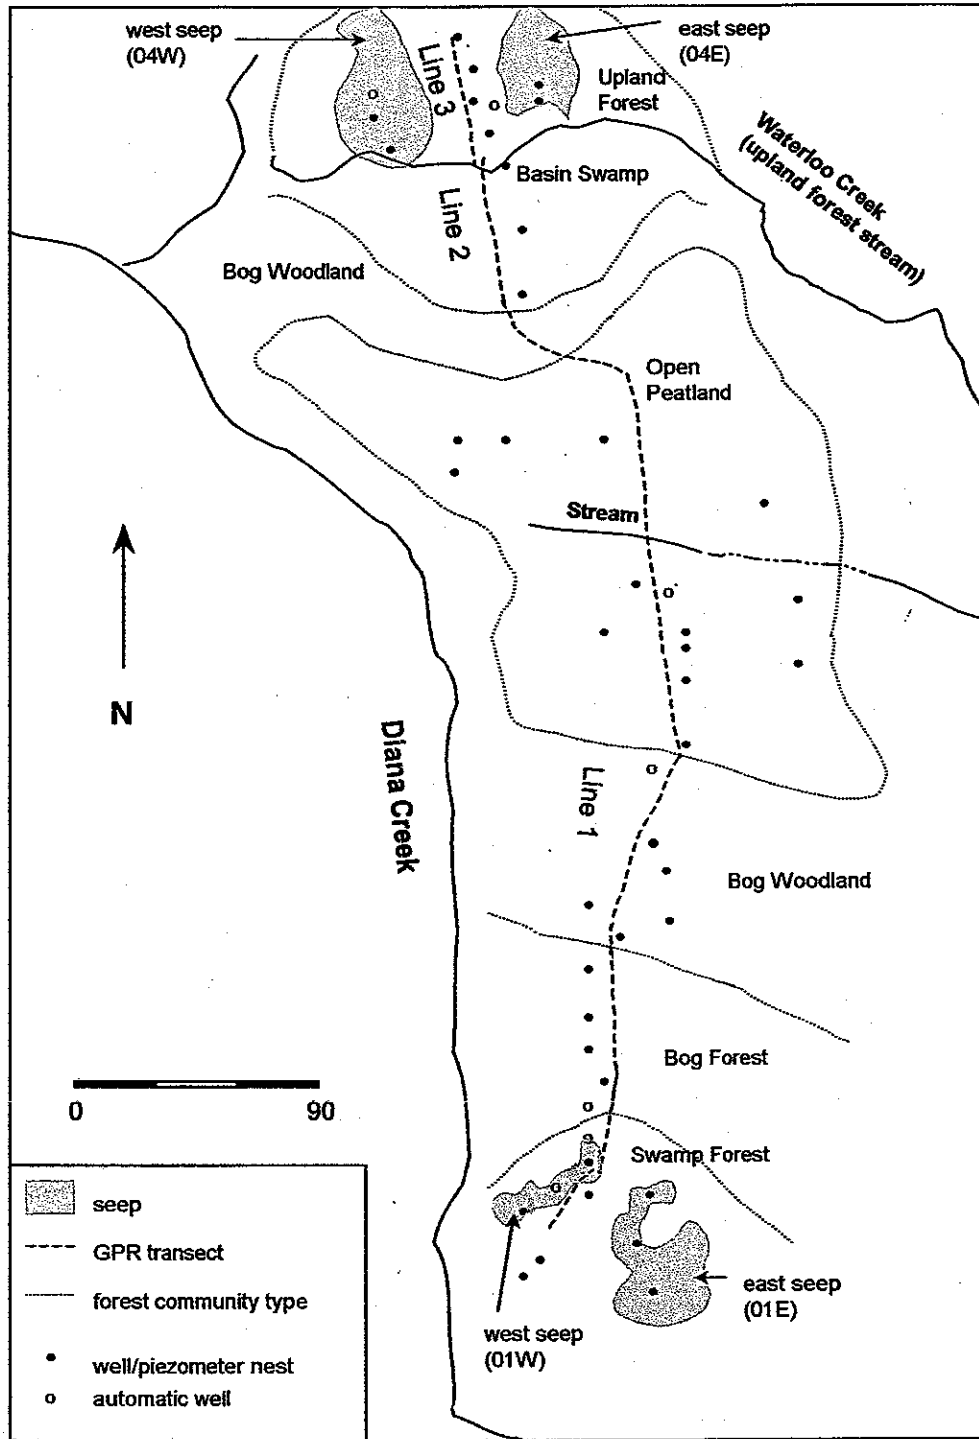 west seep
(04W)
east seep
(04E)
Line 3
Upland
Forest
Waterloo Creek
(upland forest stream)
Basin Swamp
Line 2
Bog Woodland
Open
Peatland
Stream
N
Diana Creek
Line 1
Bog Woodland
Bog Forest
0 90
Swamp Forest
east seep
(01E)
west seep
(01W)
seep
GPR transect
forest community type
well/piezometer nest
automatic well